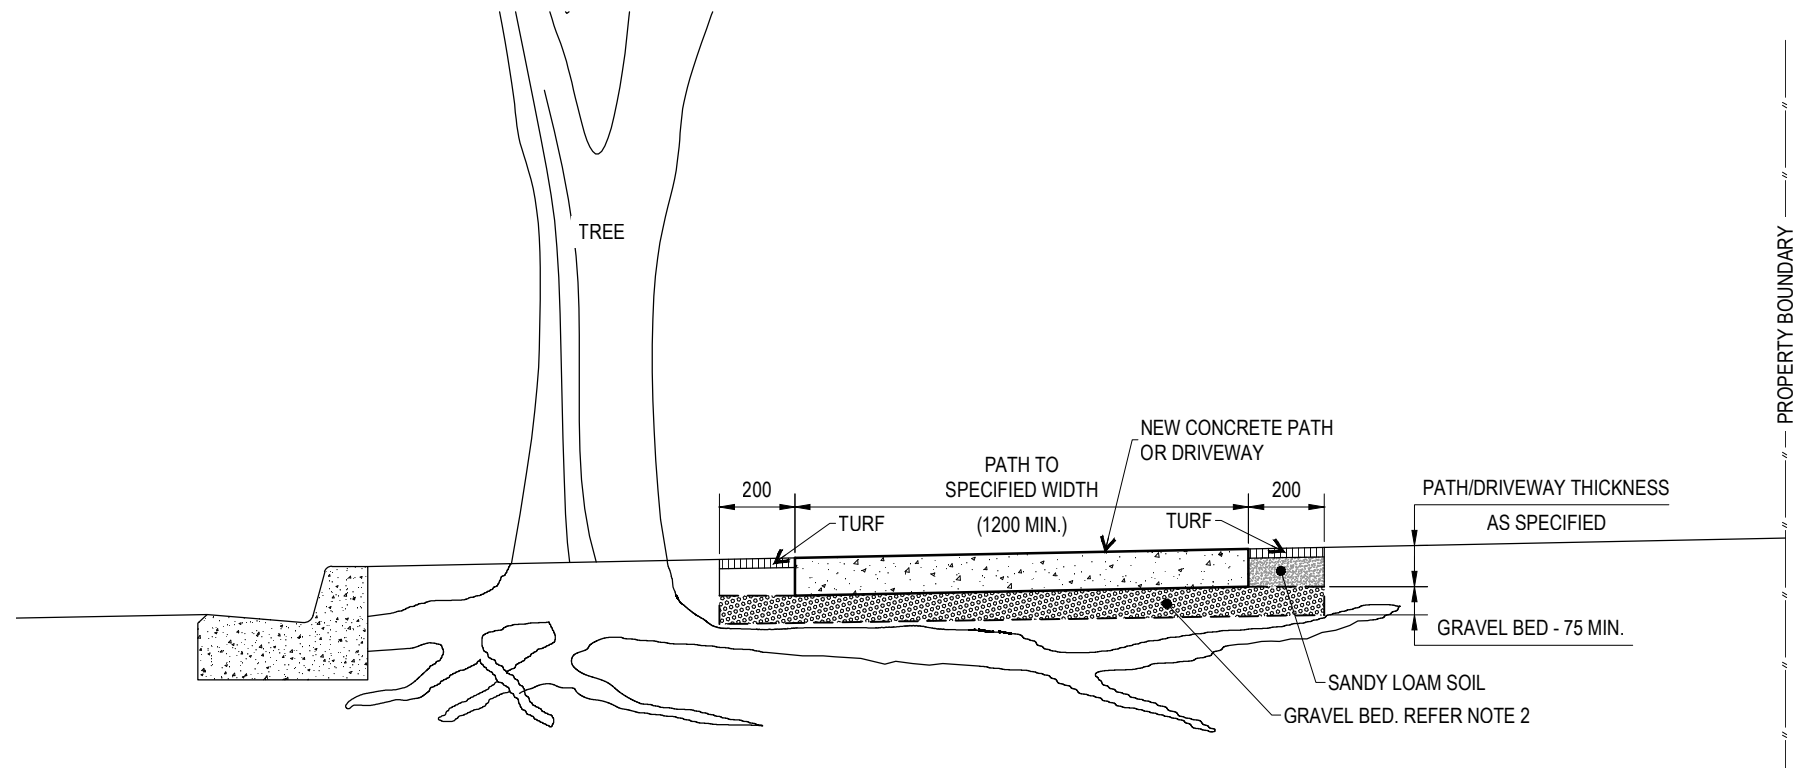 TREE
PROPERTY BOUNDARY
NEW CONCRETE PATH
OR DRIVEWAY
PATH TO
SPECIFIED WIDTH
(1200 MIN.)
200
200
TURF
TURF
PATH/DRIVEWAY THICKNESS
AS SPECIFIED
GRAVEL BED - 75 MIN.
SANDY LOAM SOIL
GRAVEL BED. REFER NOTE 2